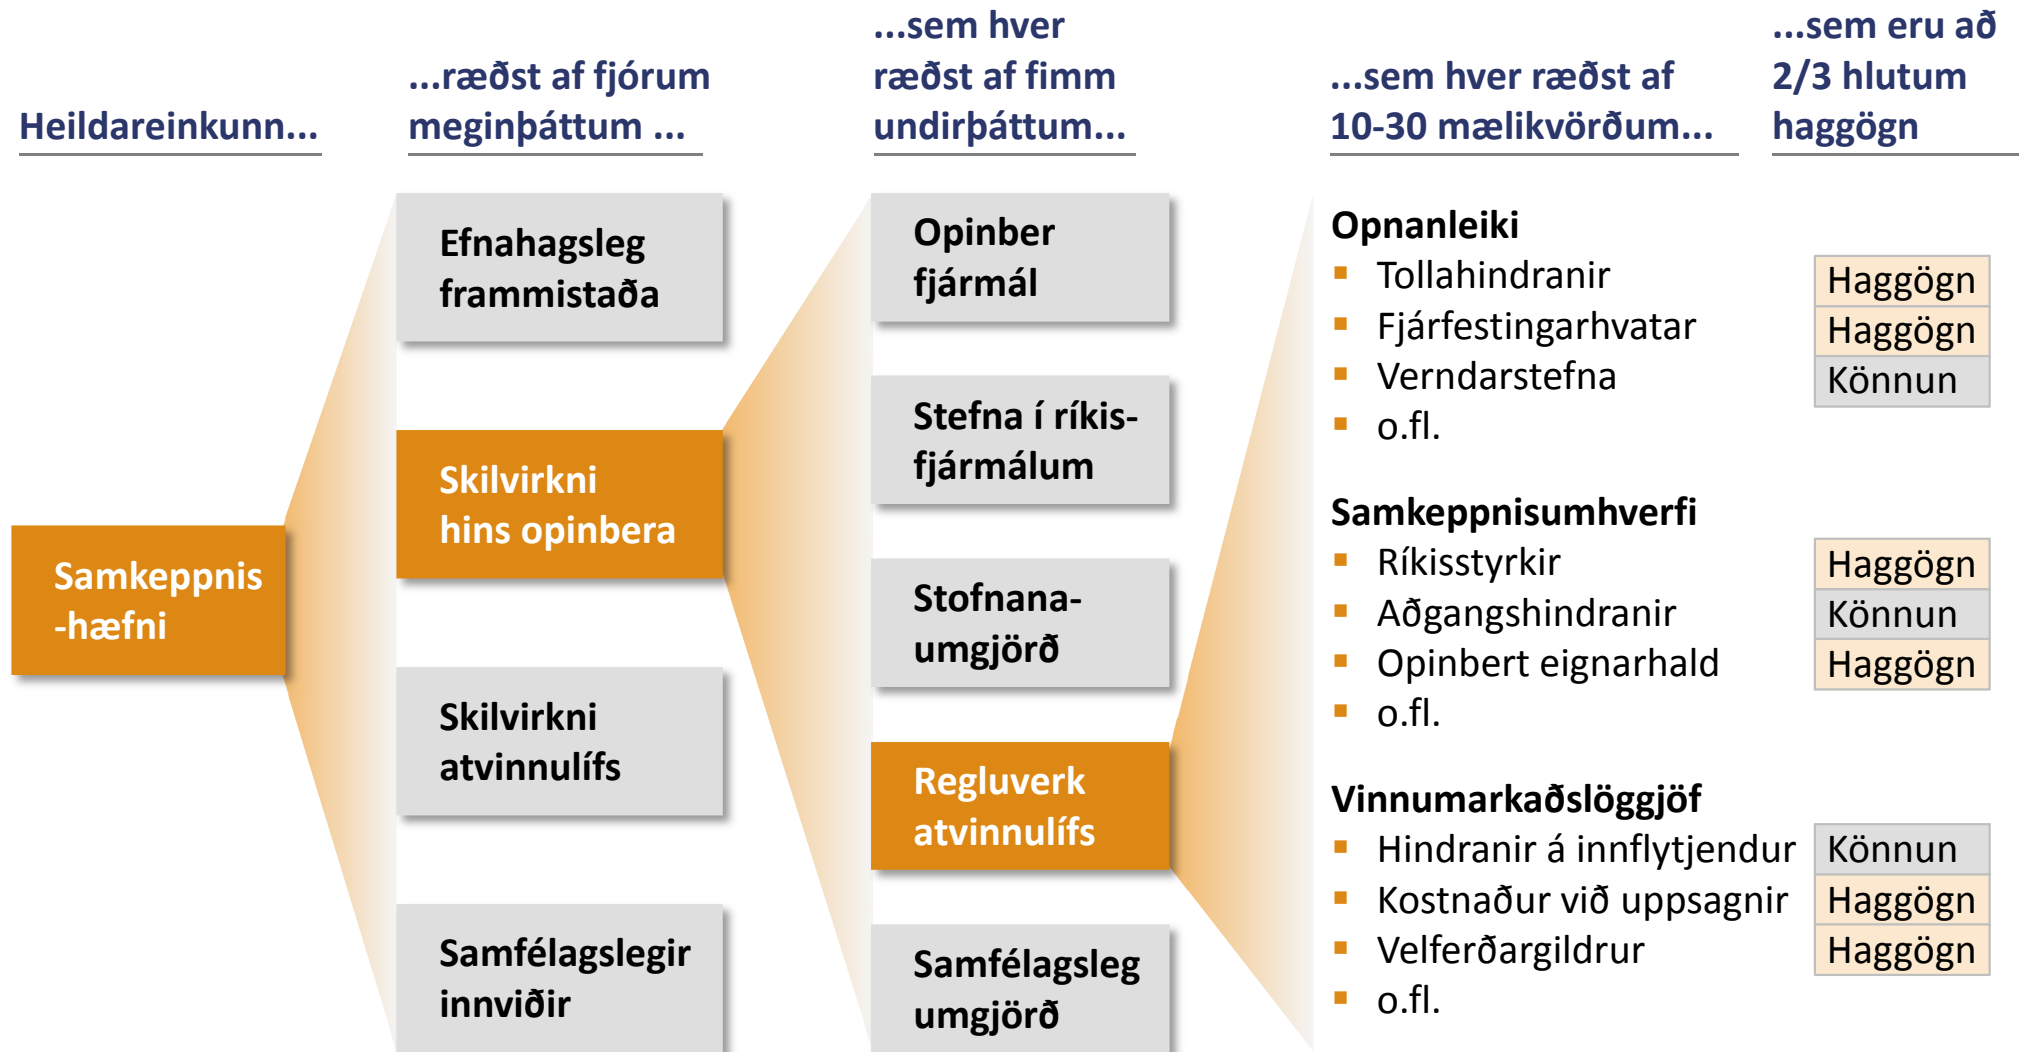 Heildareinkunn...
...ræðst af fjórum
meginþáttum ...
...sem hver
ræðst af fimm
undirþáttum...
...sem hver ræðst af
10-30 mælikvörðum...
...sem eru að
2/3 hlutum
haggögn
Samkeppnis
-hæfni
Efnahagsleg
frammistaða
Skilvirkni
hins opinbera
Skilvirkni
atvinnulífs
Samfélagslegir
innviðir
Opinber
fjármál
Stefna í ríkis-
fjármálum
Stofnana-
umgjörð
Regluverk
atvinnulífs
Samfélagsleg
umgjörð
Opnanleiki
▪ Tollahindranir Haggögn
▪ Fjárfestingarhvatar Haggögn
▪ Verndarstefna Könnun
▪ o.fl.
Samkeppnisumhverfi
▪ Ríkisstyrkir Haggögn
▪ Aðgangshindranir Könnun
▪ Opinbert eignarhald Haggögn
▪ o.fl.
Vinnumarkaðslöggjöf
▪ Hindranir á innflytjendur Könnun
▪ Kostnaður við uppsagnir Haggögn
▪ Velferðargildrur Haggögn
▪ o.fl.